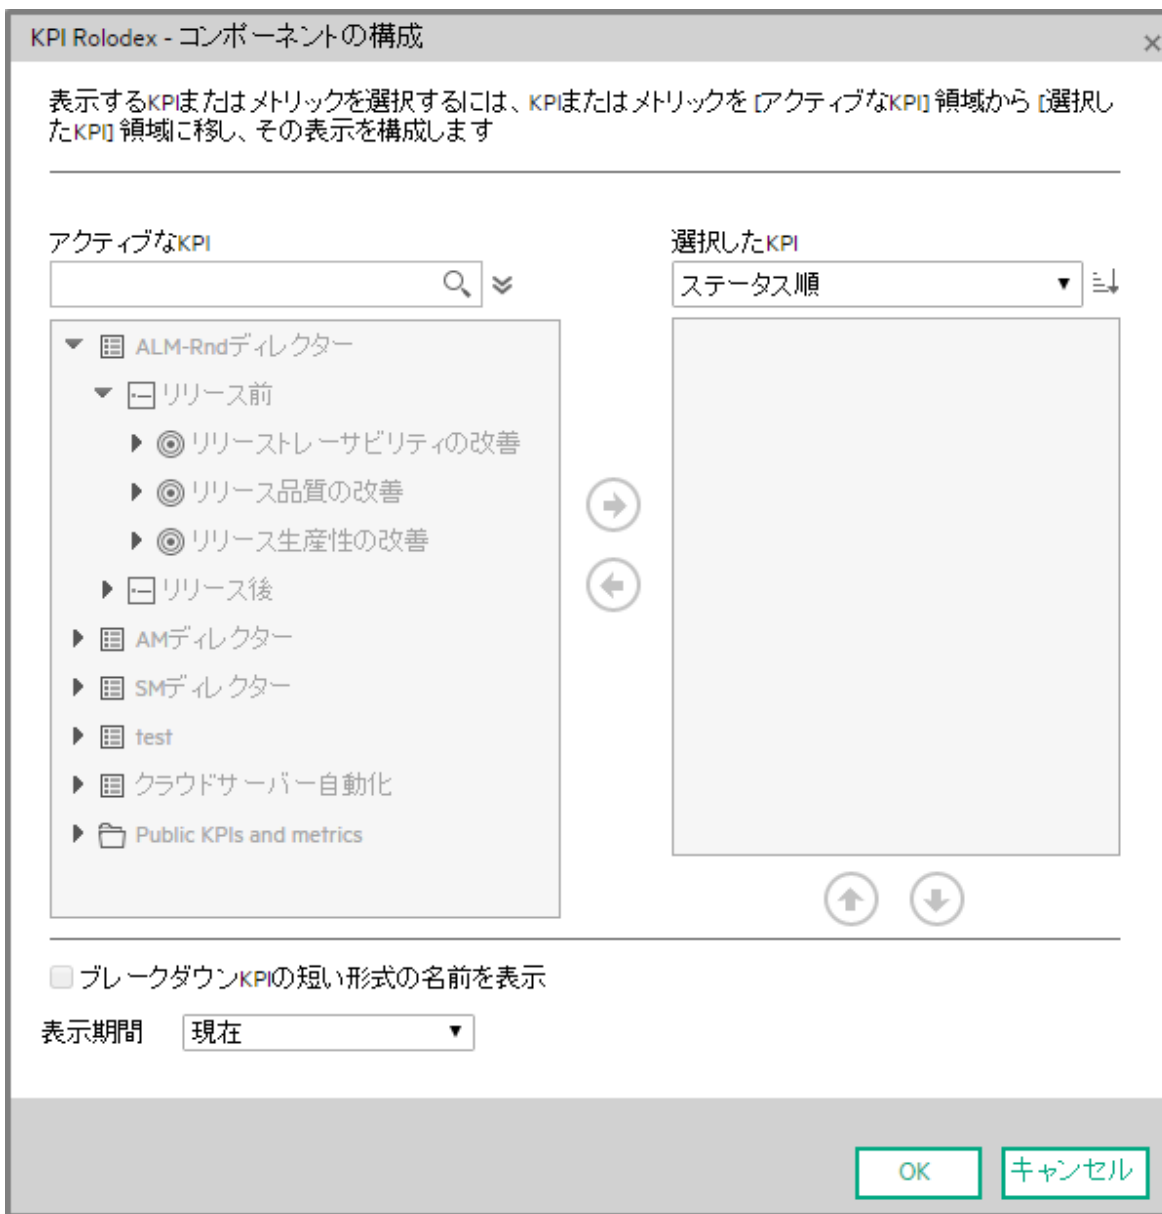 KPI Rolodex - コンポーネントの構成
表示するKPIまたはメトリックを選択するには、KPIまたはメトリックを [アクティブなKPI] 領域から [選択し
たKPI] 領域に移し、その表示を構成します
アクティブなKPI
選択したKPI
ステータス順
ALM-Rndディレクター
リリース前
リリーストレーサビリティの改善
リリース品質の改善
リリース生産性の改善
リリース後
AMディレクター
SMディレクター
test
クラウドサーバー自動化
Public KPIs and metrics
ブレークダウンKPIの短い形式の名前を表示
表示期間 現在
OK キャンセル